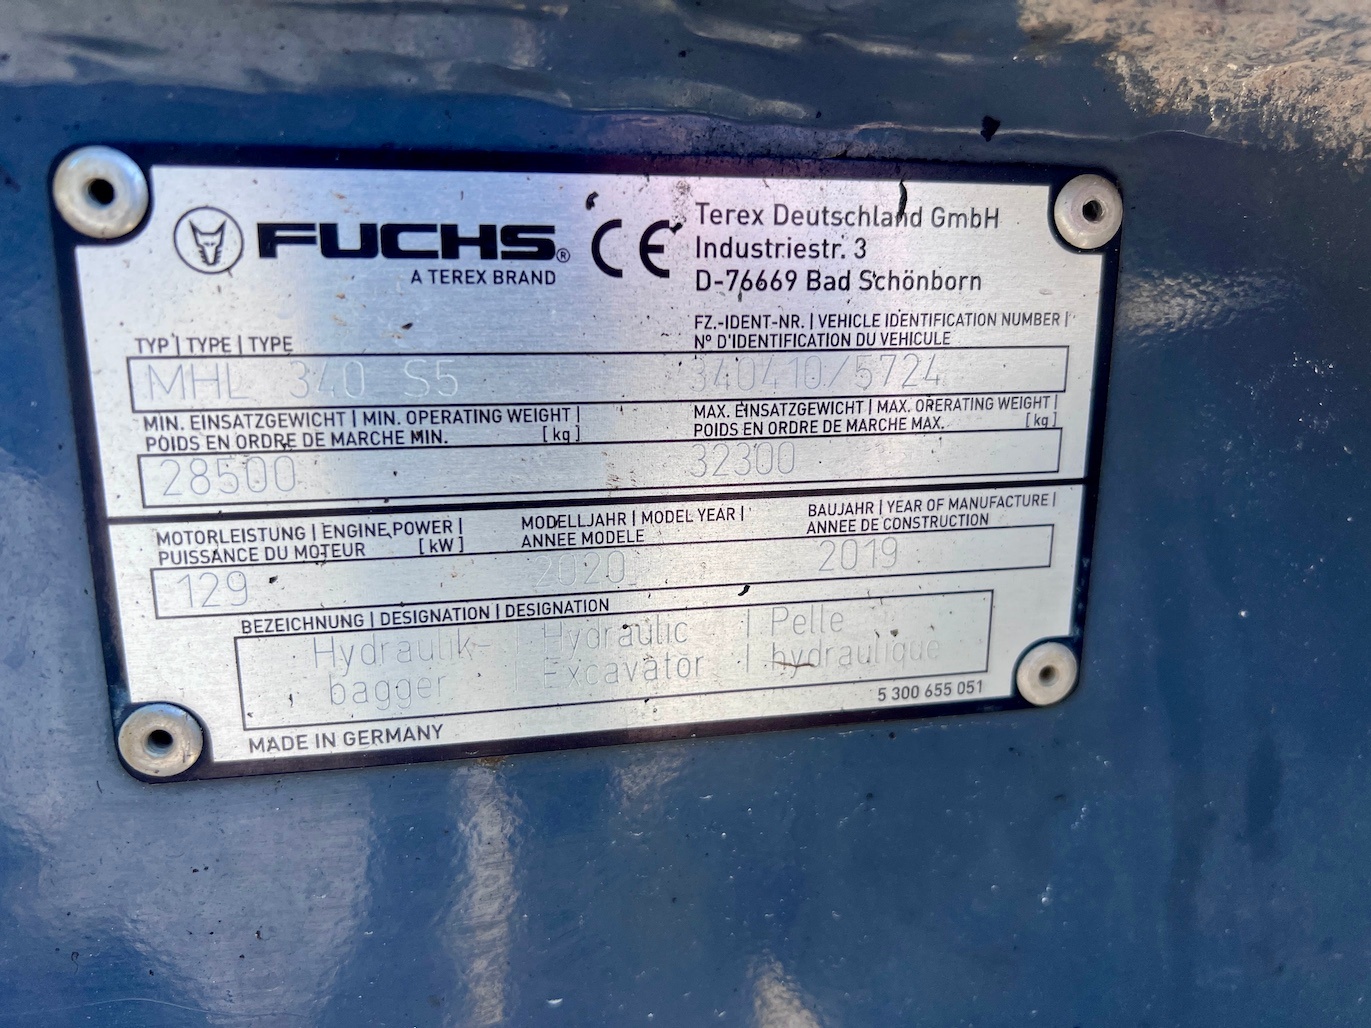 FUCHS®
A TEREX BRAND
CE
Terex Deutschland GmbH
Industriestr. 3
D-76669 Bad Schönborn
TYP | TYPE | TYPE
MHL 340 S5
FZ.-IDENT-NR. | VEHICLE IDENTIFICATION NUMBER |
Nº D'IDENTIFICATION DU VEHICULE
340410/5724
MIN. EINSATZGEWICHT | MIN. OPERATING WEIGHT |
POIDS EN ORDRE DE MARCHE MIN. [kg]
28500
MAX. EINSATZGEWICHT | MAX. OPERATING WEIGHT |
POIDS EN ORDRE DE MARCHE MAX. [kg]
32300
MOTORLEISTUNG | ENGINE POWER |
PUISSANCE DU MOTEUR [kW]
129
MODELLJAHR | MODEL YEAR |
ANNEE MODELE
2020
BAUJAHR | YEAR OF MANUFACTURE |
ANNEE DE CONSTRUCTION
2019
BEZEICHNUNG | DESIGNATION | DESIGNATION
Hydraulik- | Hydraulic | Pelle
bagger | Excavator | hydraulique
5 300 655 051
MADE IN GERMANY